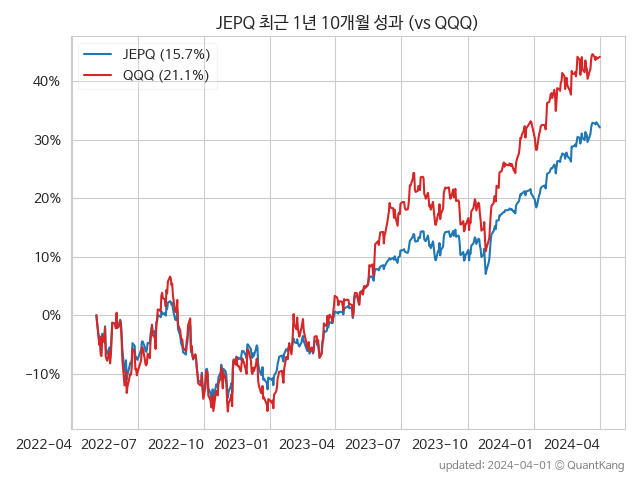 JEPQ 최근 1년 10개월 성과 (vs QQQ)
JEPQ (15.7%)
QQQ (21.1%)
40%
30%
20%
10%
0%
−10%
2022−04 2022−07 2022−10 2023−01 2023−04 2023−07 2023−10 2024−01 2024−04
updated: 2024-04-01 © QuantKang